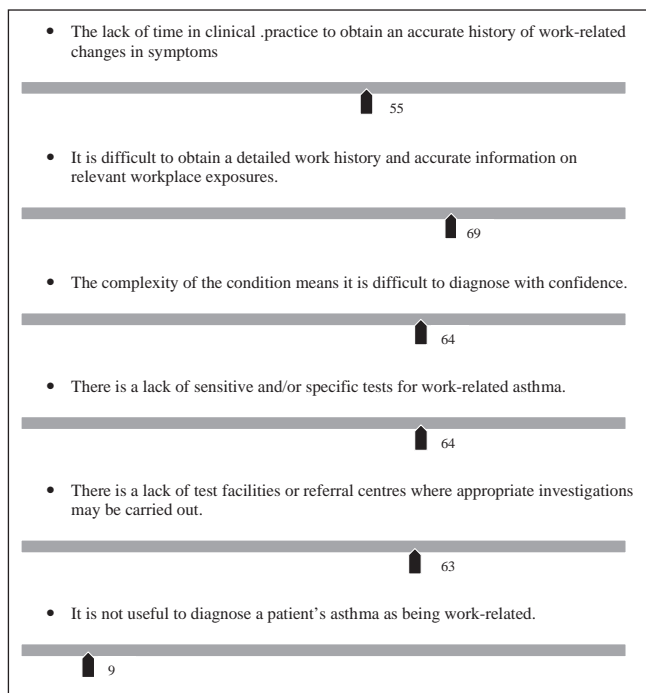 • The lack of time in clinical .practice to obtain an accurate history of work-related
changes in symptoms
55
• It is difficult to obtain a detailed work history and accurate information on
relevant workplace exposures.
69
• The complexity of the condition means it is difficult to diagnose with confidence.
64
• There is a lack of sensitive and/or specific tests for work-related asthma.
64
• There is a lack of test facilities or referral centres where appropriate investigations
may be carried out.
63
• It is not useful to diagnose a patient’s asthma as being work-related.
9